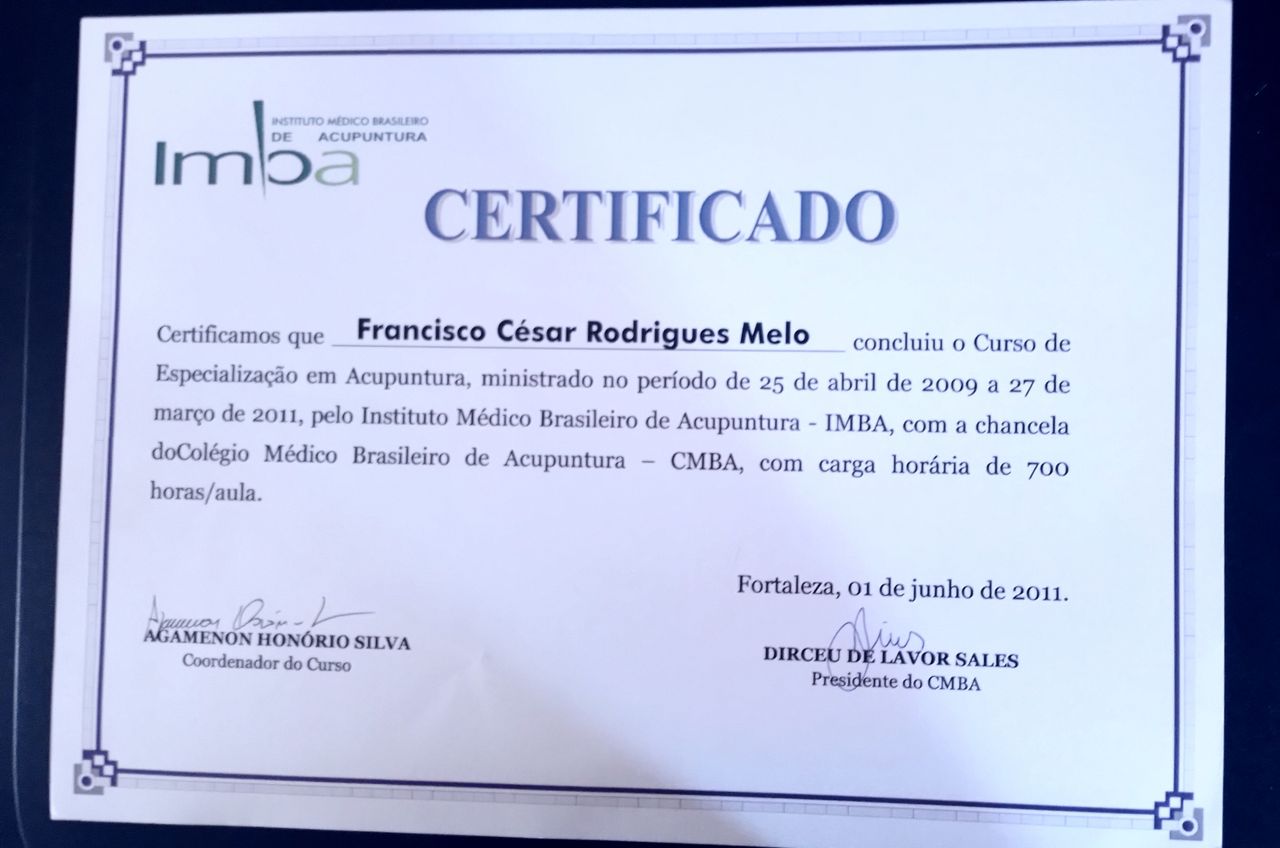 INSTITUTO MÉDICO BRASILEIRO
DE ACUPUNTURA
Imba
CERTIFICADO
Certificamos que Francisco César Rodrigues Melo concluiu o Curso de
Especialização em Acupuntura, ministrado no período de 25 de abril de 2009 a 27 de
março de 2011, pelo Instituto Médico Brasileiro de Acupuntura - IMBA, com a chancela
doColégio Médico Brasileiro de Acupuntura – CMBA, com carga horária de 700
horas/aula.
Fortaleza, 01 de junho de 2011.
AGAMENON HONÓRIO SILVA
Coordenador do Curso
DIRCEU DE LAVOR SALES
Presidente do CMBA